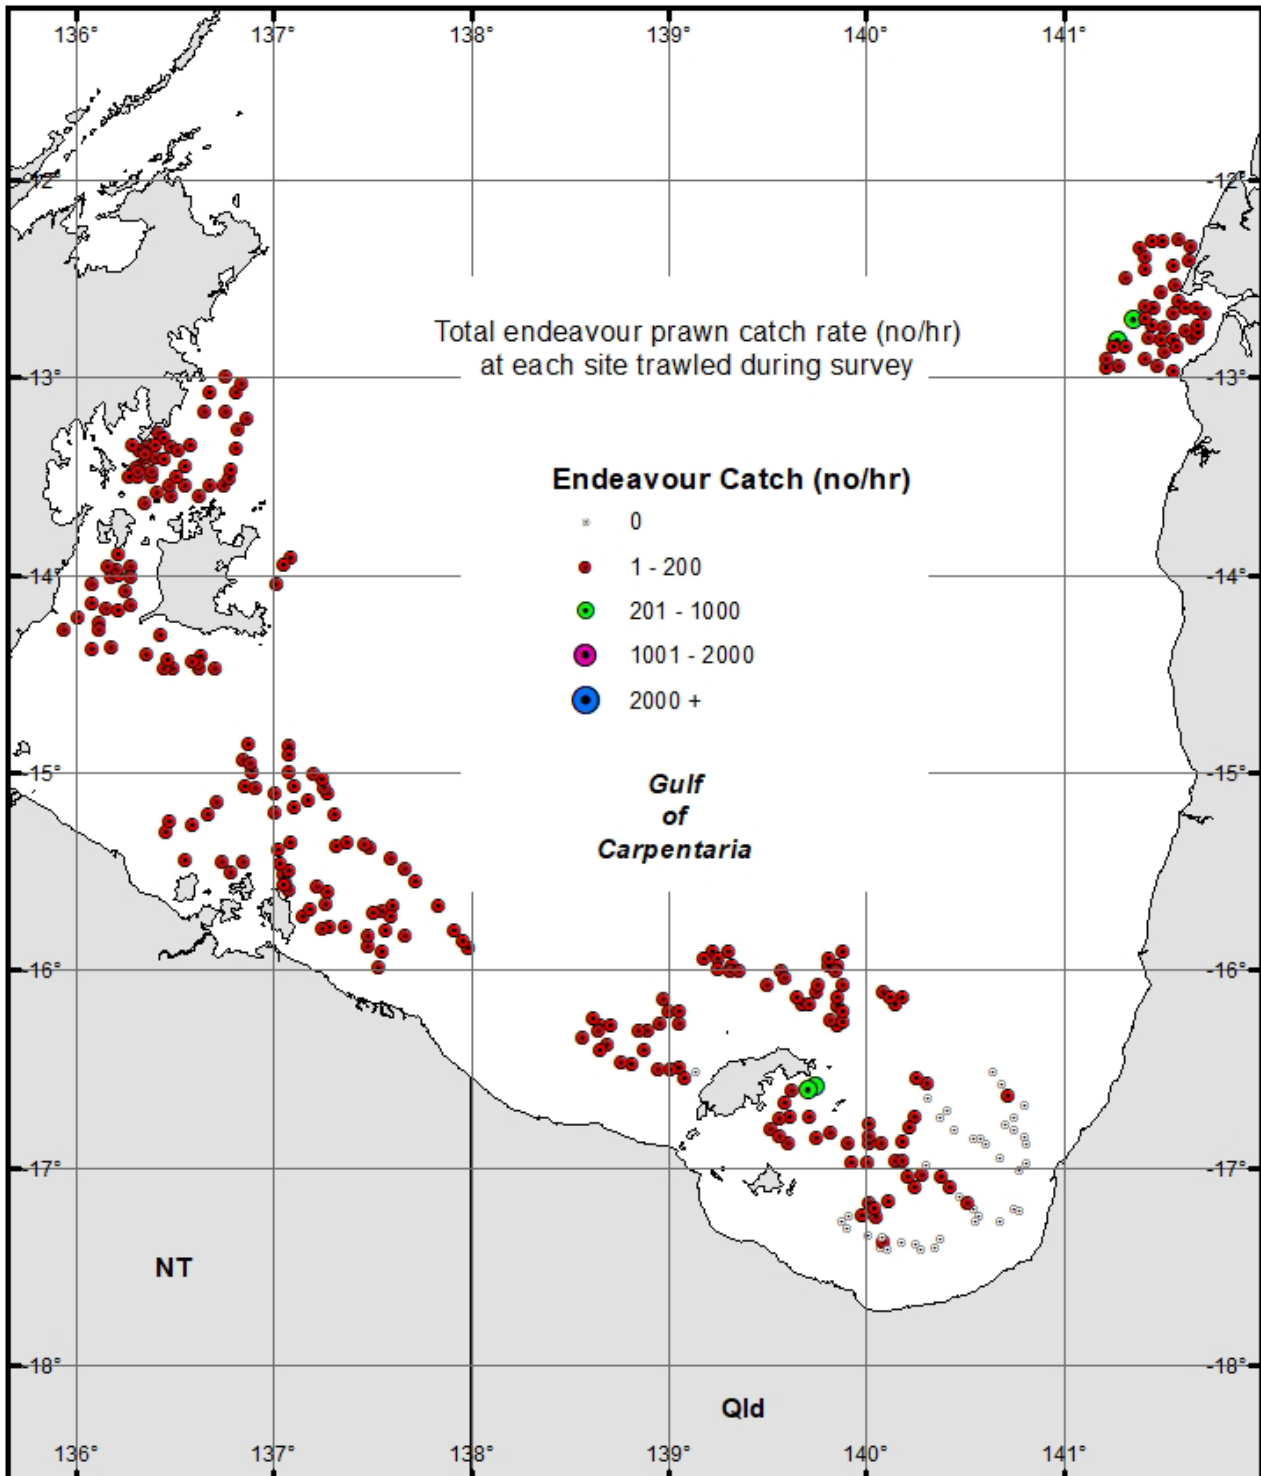 136° 137° 138° 139° 140° 141°
-12° -12°
Total endeavour prawn catch rate (no/hr)
at each site trawled during survey
-13° -13°
Endeavour Catch (no/hr)
0
1 - 200
-14° -14°
201 - 1000
1001 - 2000
2000 +
-15° -15°
Gulf
of
Carpentaria
-16° -16°
-17° -17°
NT
-18° -18°
Qld
136° 137° 138° 139° 140° 141°